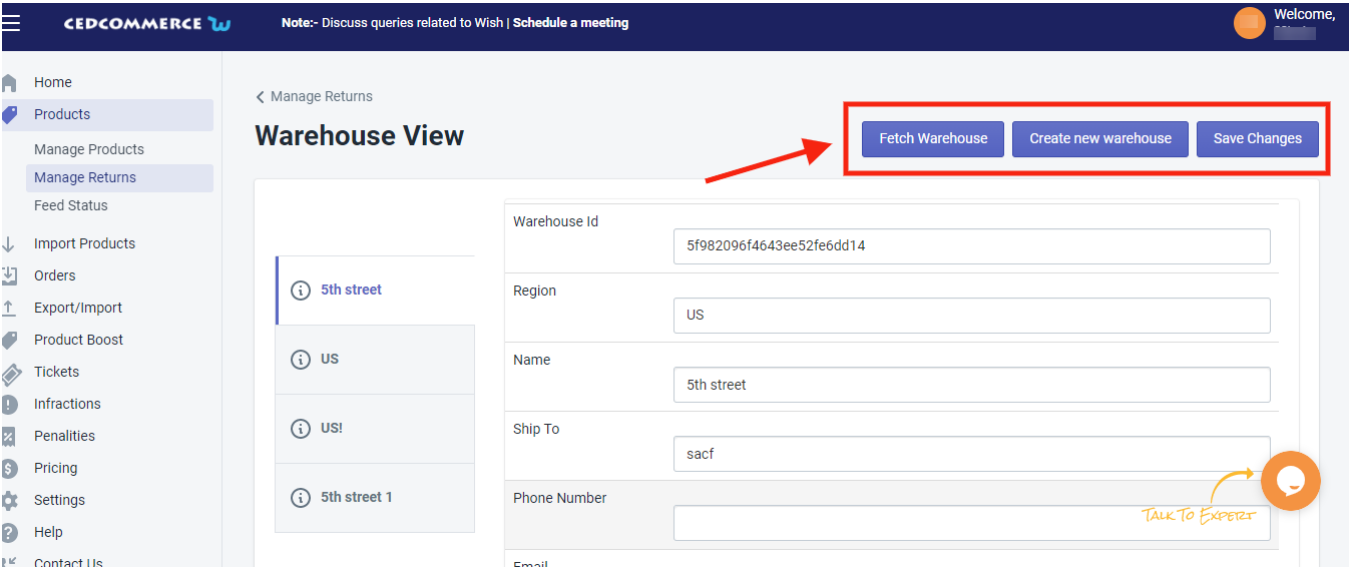 CEDCOMMERCE
Note:- Discuss queries related to Wish | Schedule a meeting
Welcome,
Home
Products
Manage Products
Manage Returns
Feed Status
Import Products
Orders
Export/Import
Product Boost
Tickets
Infractions
Penalities
Pricing
Settings
Help
Contact Us
Manage Returns
Warehouse View
Fetch Warehouse
Create new warehouse
Save Changes
5th street
US
US!
5th street 1
Warehouse Id
5f982096f4643ee52fe6dd14
Region
US
Name
5th street
Ship To
sacf
Phone Number
Talk To Expert
Email